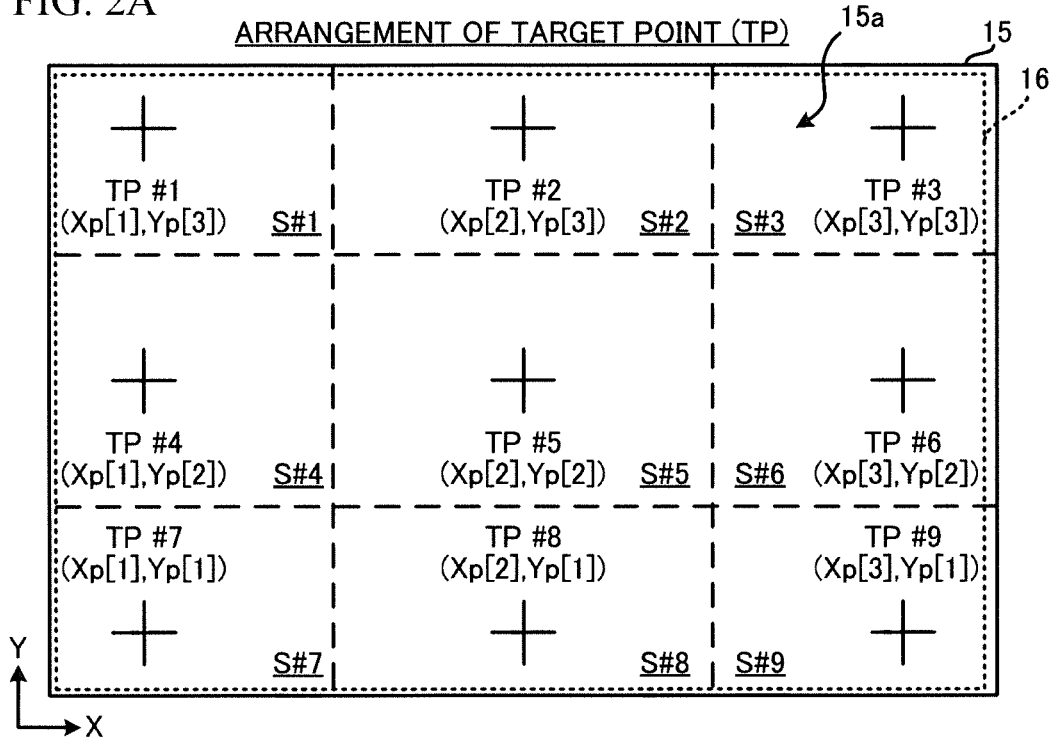 FIG. 2A
ARRANGEMENT OF TARGET POINT (TP)
15a
15
16
TP #1
(Xp[1],Yp[3])
S#1
TP #2
(Xp[2],Yp[3])
S#2
S#3
TP #3
(Xp[3],Yp[3])
TP #4
(Xp[1],Yp[2])
S#4
TP #5
(Xp[2],Yp[2])
S#5
S#6
TP #6
(Xp[3],Yp[2])
TP #7
(Xp[1],Yp[1])
S#7
TP #8
(Xp[2],Yp[1])
S#8
TP #9
(Xp[3],Yp[1])
S#9
Y
X